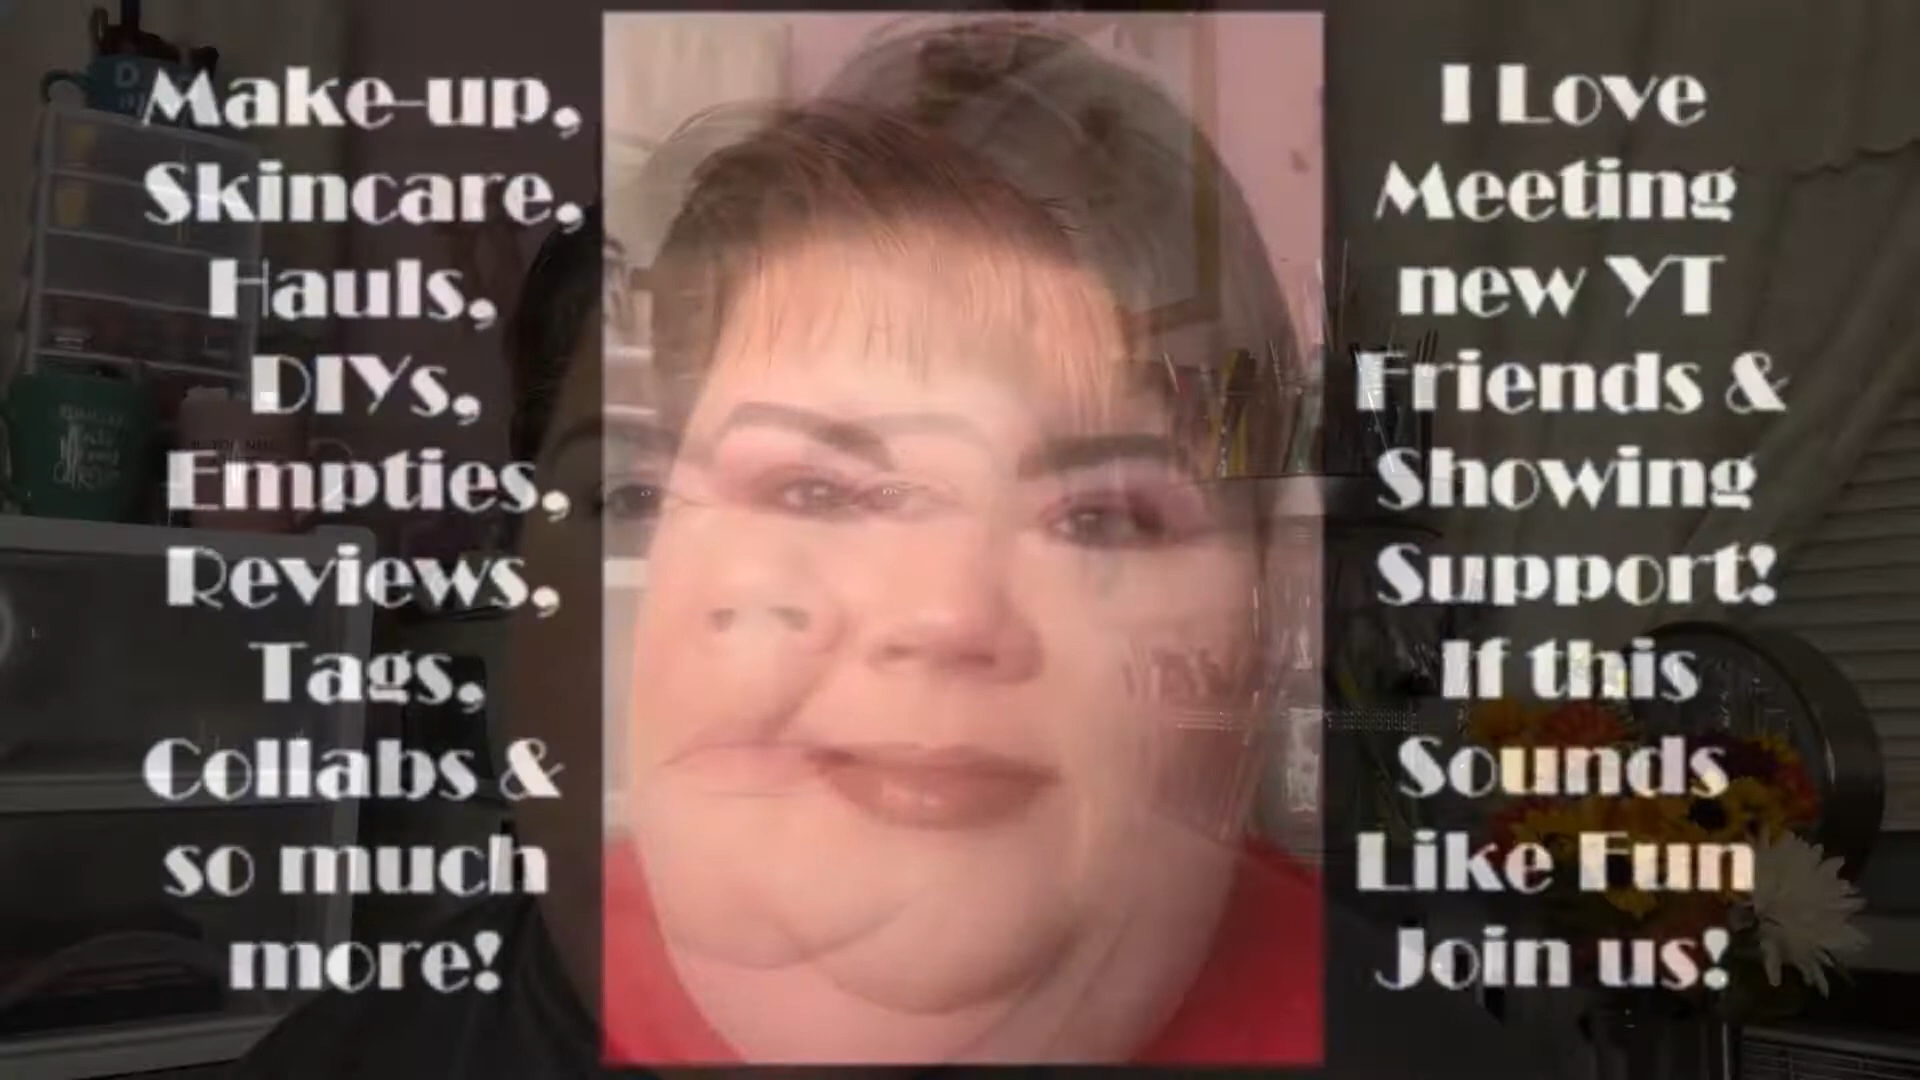 Make-up,
Skincare,
Hauls,
DIYs,
Empties,
Reviews,
Tags,
Collabs &
so much
more!
I Love
Meeting
new YT
Friends &
Showing
Support!
If this
Sounds
Like Fun
Join us!